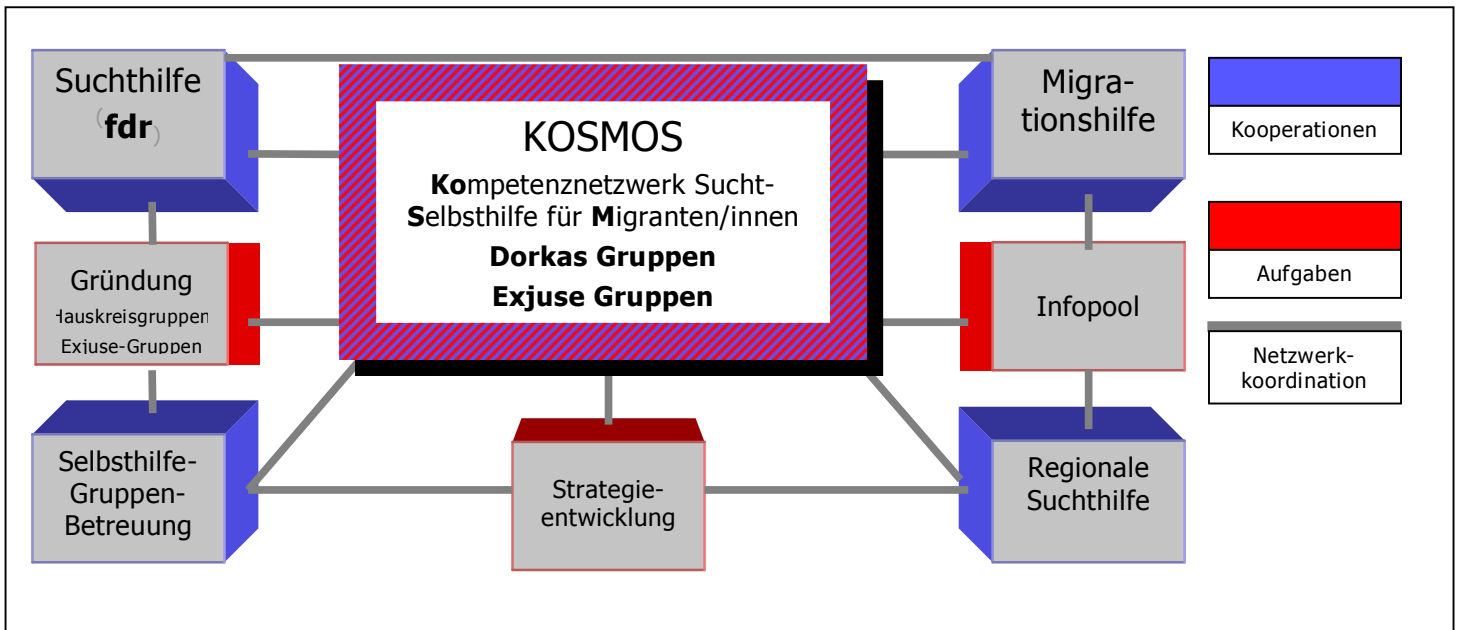 Suchthilfe
(fdr)
KOSMOS
Kompetenznetzwerk Sucht-
Selbsthilfe für Migranten/innen
Dorkas Gruppen
Exjuse Gruppen
Migra-
tionshilfe
Kooperationen
Gründung
Hauskreisgruppen
Exjuse-Gruppen
Infopool
Aufgaben
Netzwerk-
koordination
Selbsthilfe-
Gruppen-
Betreuung
Strategie-
entwicklung
Regionale
Suchthilfe